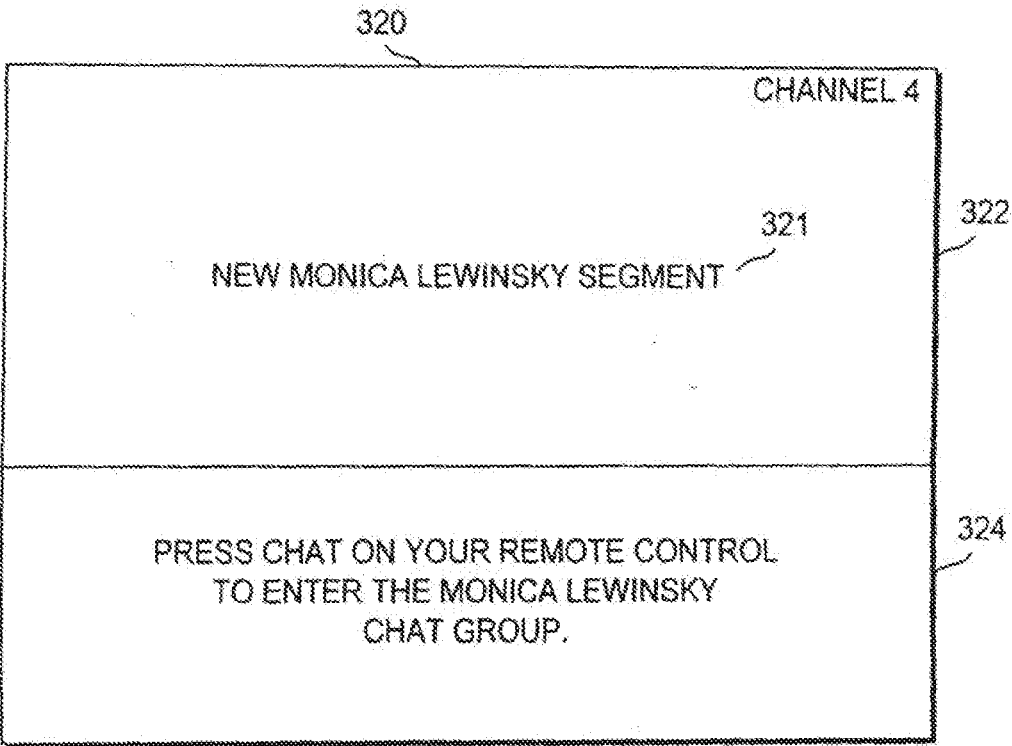 320
CHANNEL 4
322
321
NEW MONICA LEWINSKY SEGMENT
324
PRESS CHAT ON YOUR REMOTE CONTROL
TO ENTER THE MONICA LEWINSKY
CHAT GROUP.